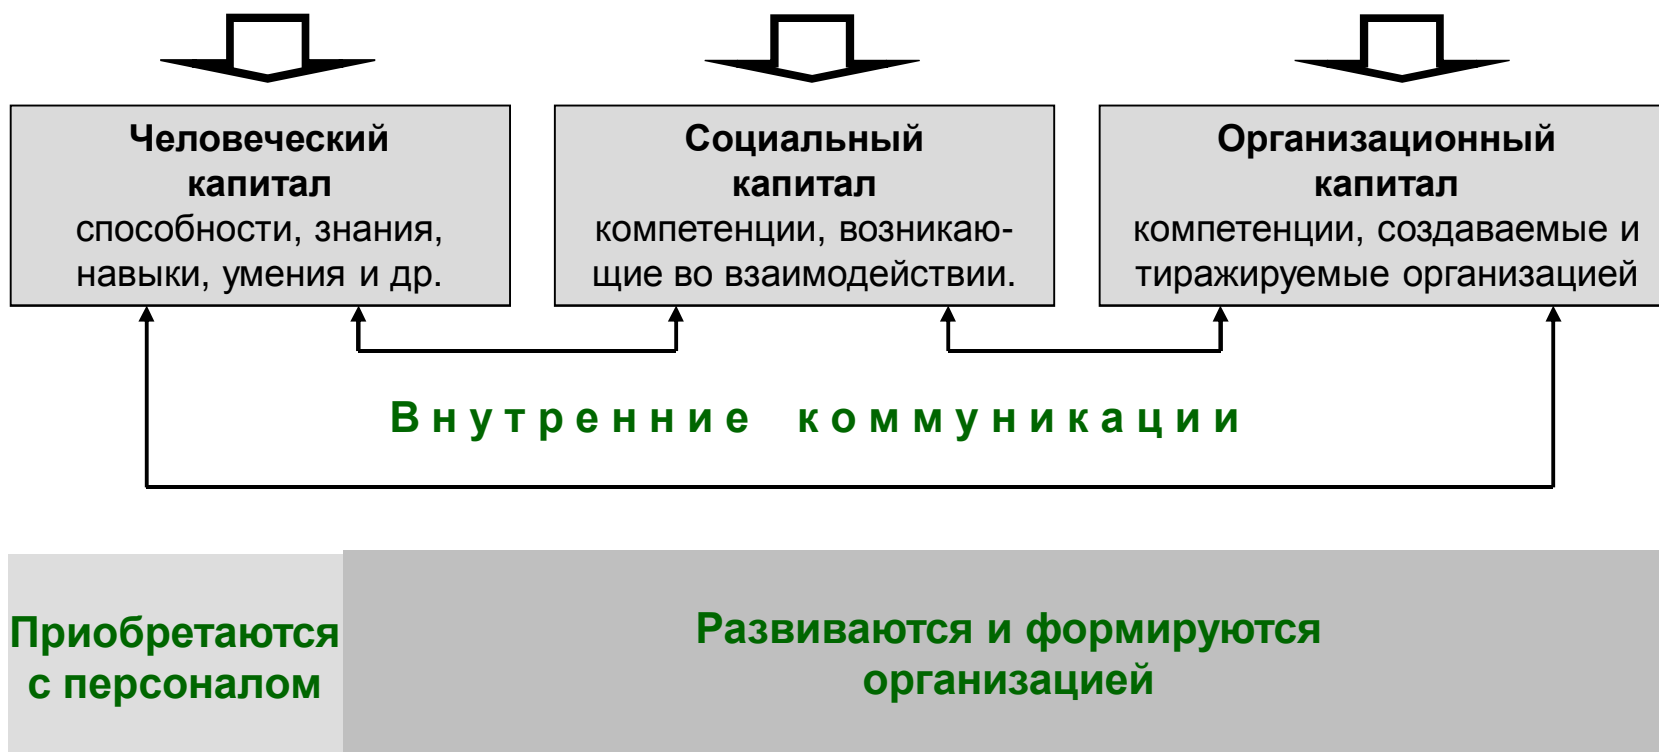 Человеческий
капитал
способности, знания,
навыки, умения и др.
Социальный
капитал
компетенции, возникаю-
щие во взаимодействии.
Организационный
капитал
компетенции, создаваемые и
тиражируемые организацией
Внутренние коммуникации
Приобретаются
с персоналом
Развиваются и формируются
организацией